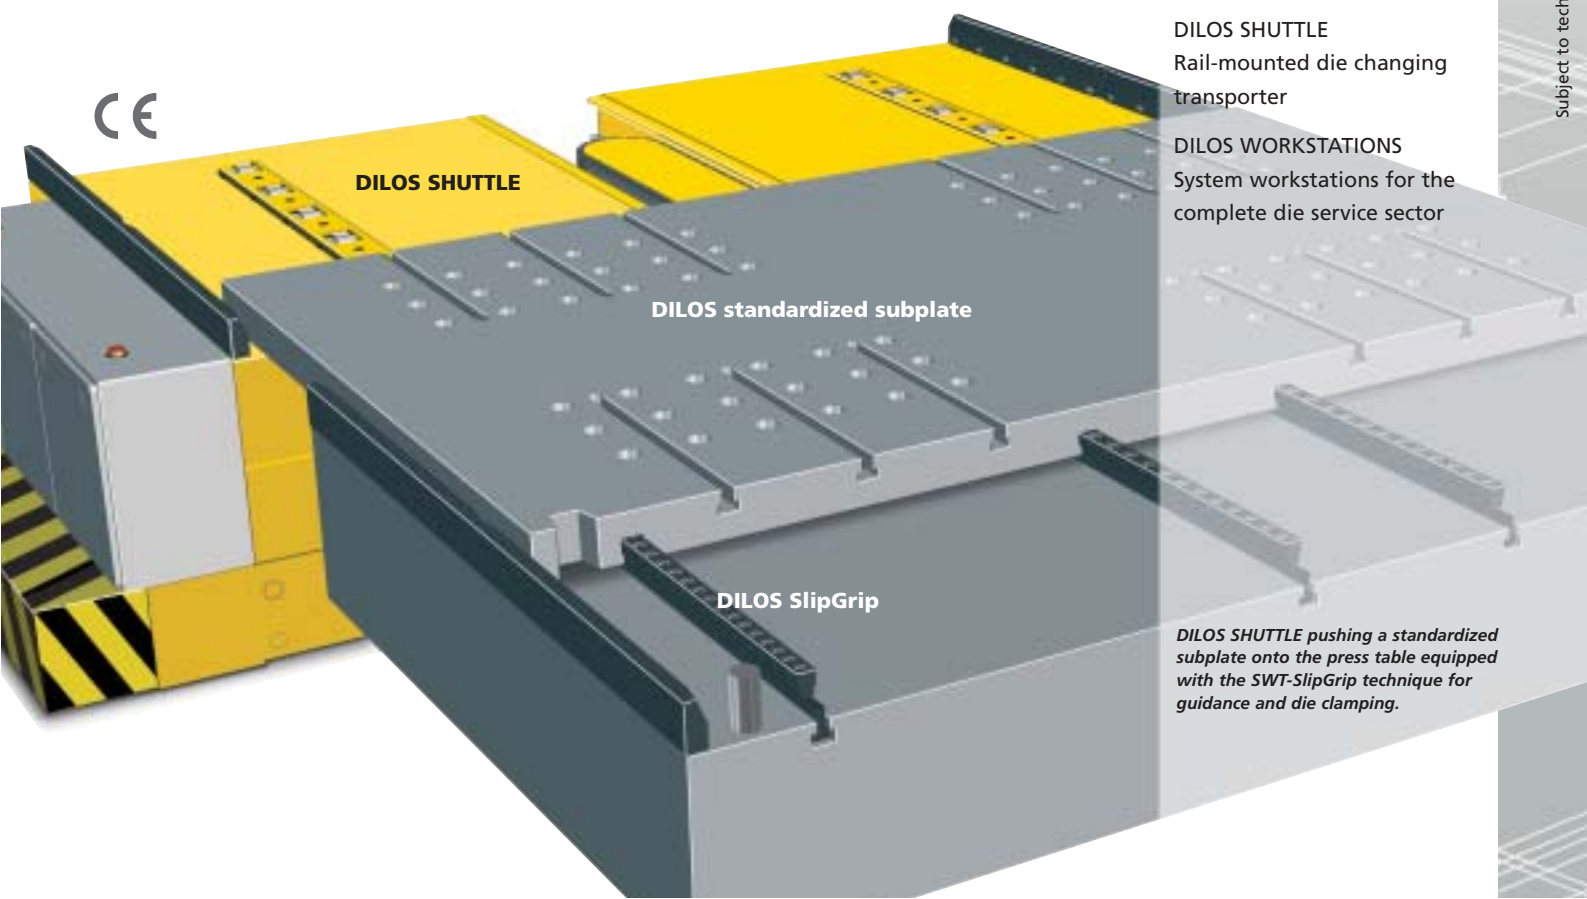 CE
DILOS SHUTTLE
DILOS standardized subplate
DILOS SlipGrip
DILOS SHUTTLE
Rail-mounted die changing
transporter
DILOS WORKSTATIONS
System workstations for the
complete die service sector
DILOS SHUTTLE pushing a standardized
subplate onto the press table equipped
with the SWT-SlipGrip technique for
guidance and die clamping.
Subject to tech